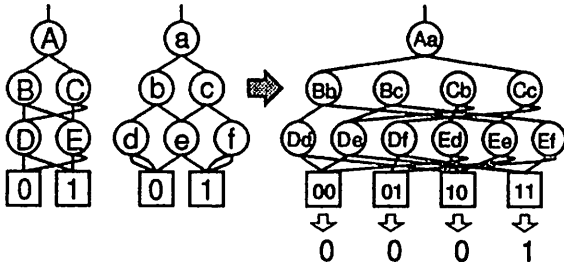 A a Aa
B C b c Bb Bc Cb Cc
D E d e f Dd De Df Ed Ee Ef
0 1 0 1 00 01 10 11
0 0 0 1